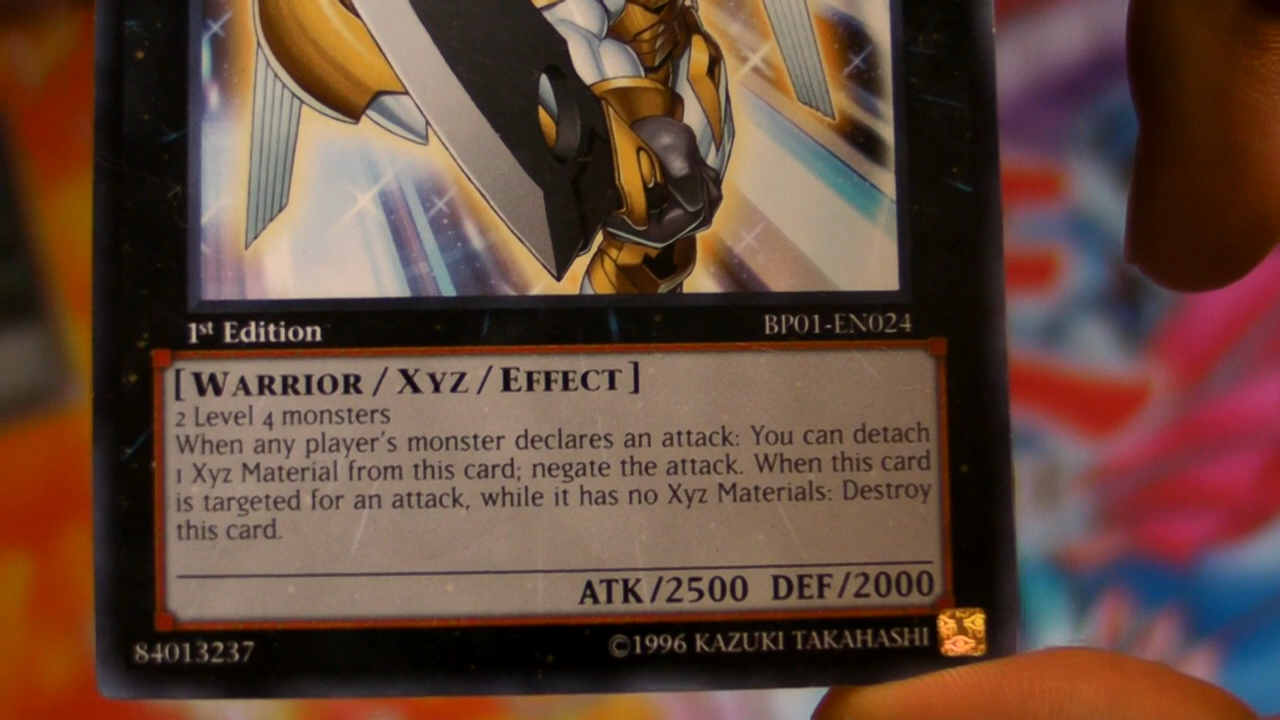 1st Edition
BP01-EN024
[WARRIOR/XYZ/EFFECT]
2 Level 4 monsters
When any player's monster declares an attack: You can detach
1 Xyz Material from this card; negate the attack. When this card
is targeted for an attack, while it has no Xyz Materials: Destroy
this card.
ATK/2500 DEF/2000
84013237
©1996 KAZUKI TAKAHASHI